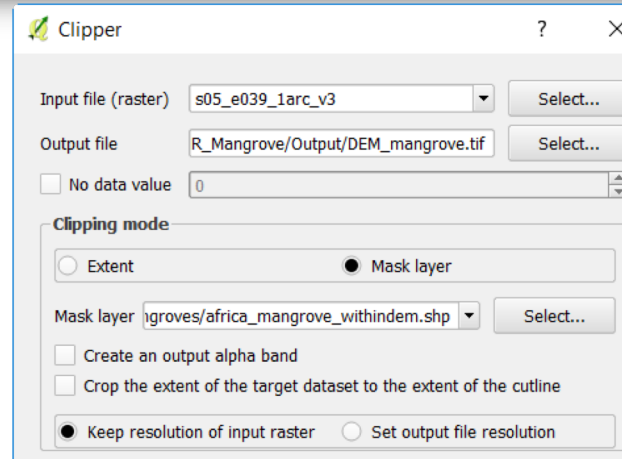 Clipper ?
Input file (raster) s05_e039_1arc_v3 Select...
Output file R_Mangrove/Output/DEM_mangrove.tif Select...
No data value 0
Clipping mode
Extent Mask layer
Mask layer ngroves/africa_mangrove_withindem.shp Select...
Create an output alpha band
Crop the extent of the target dataset to the extent of the cutline
Keep resolution of input raster Set output file resolution